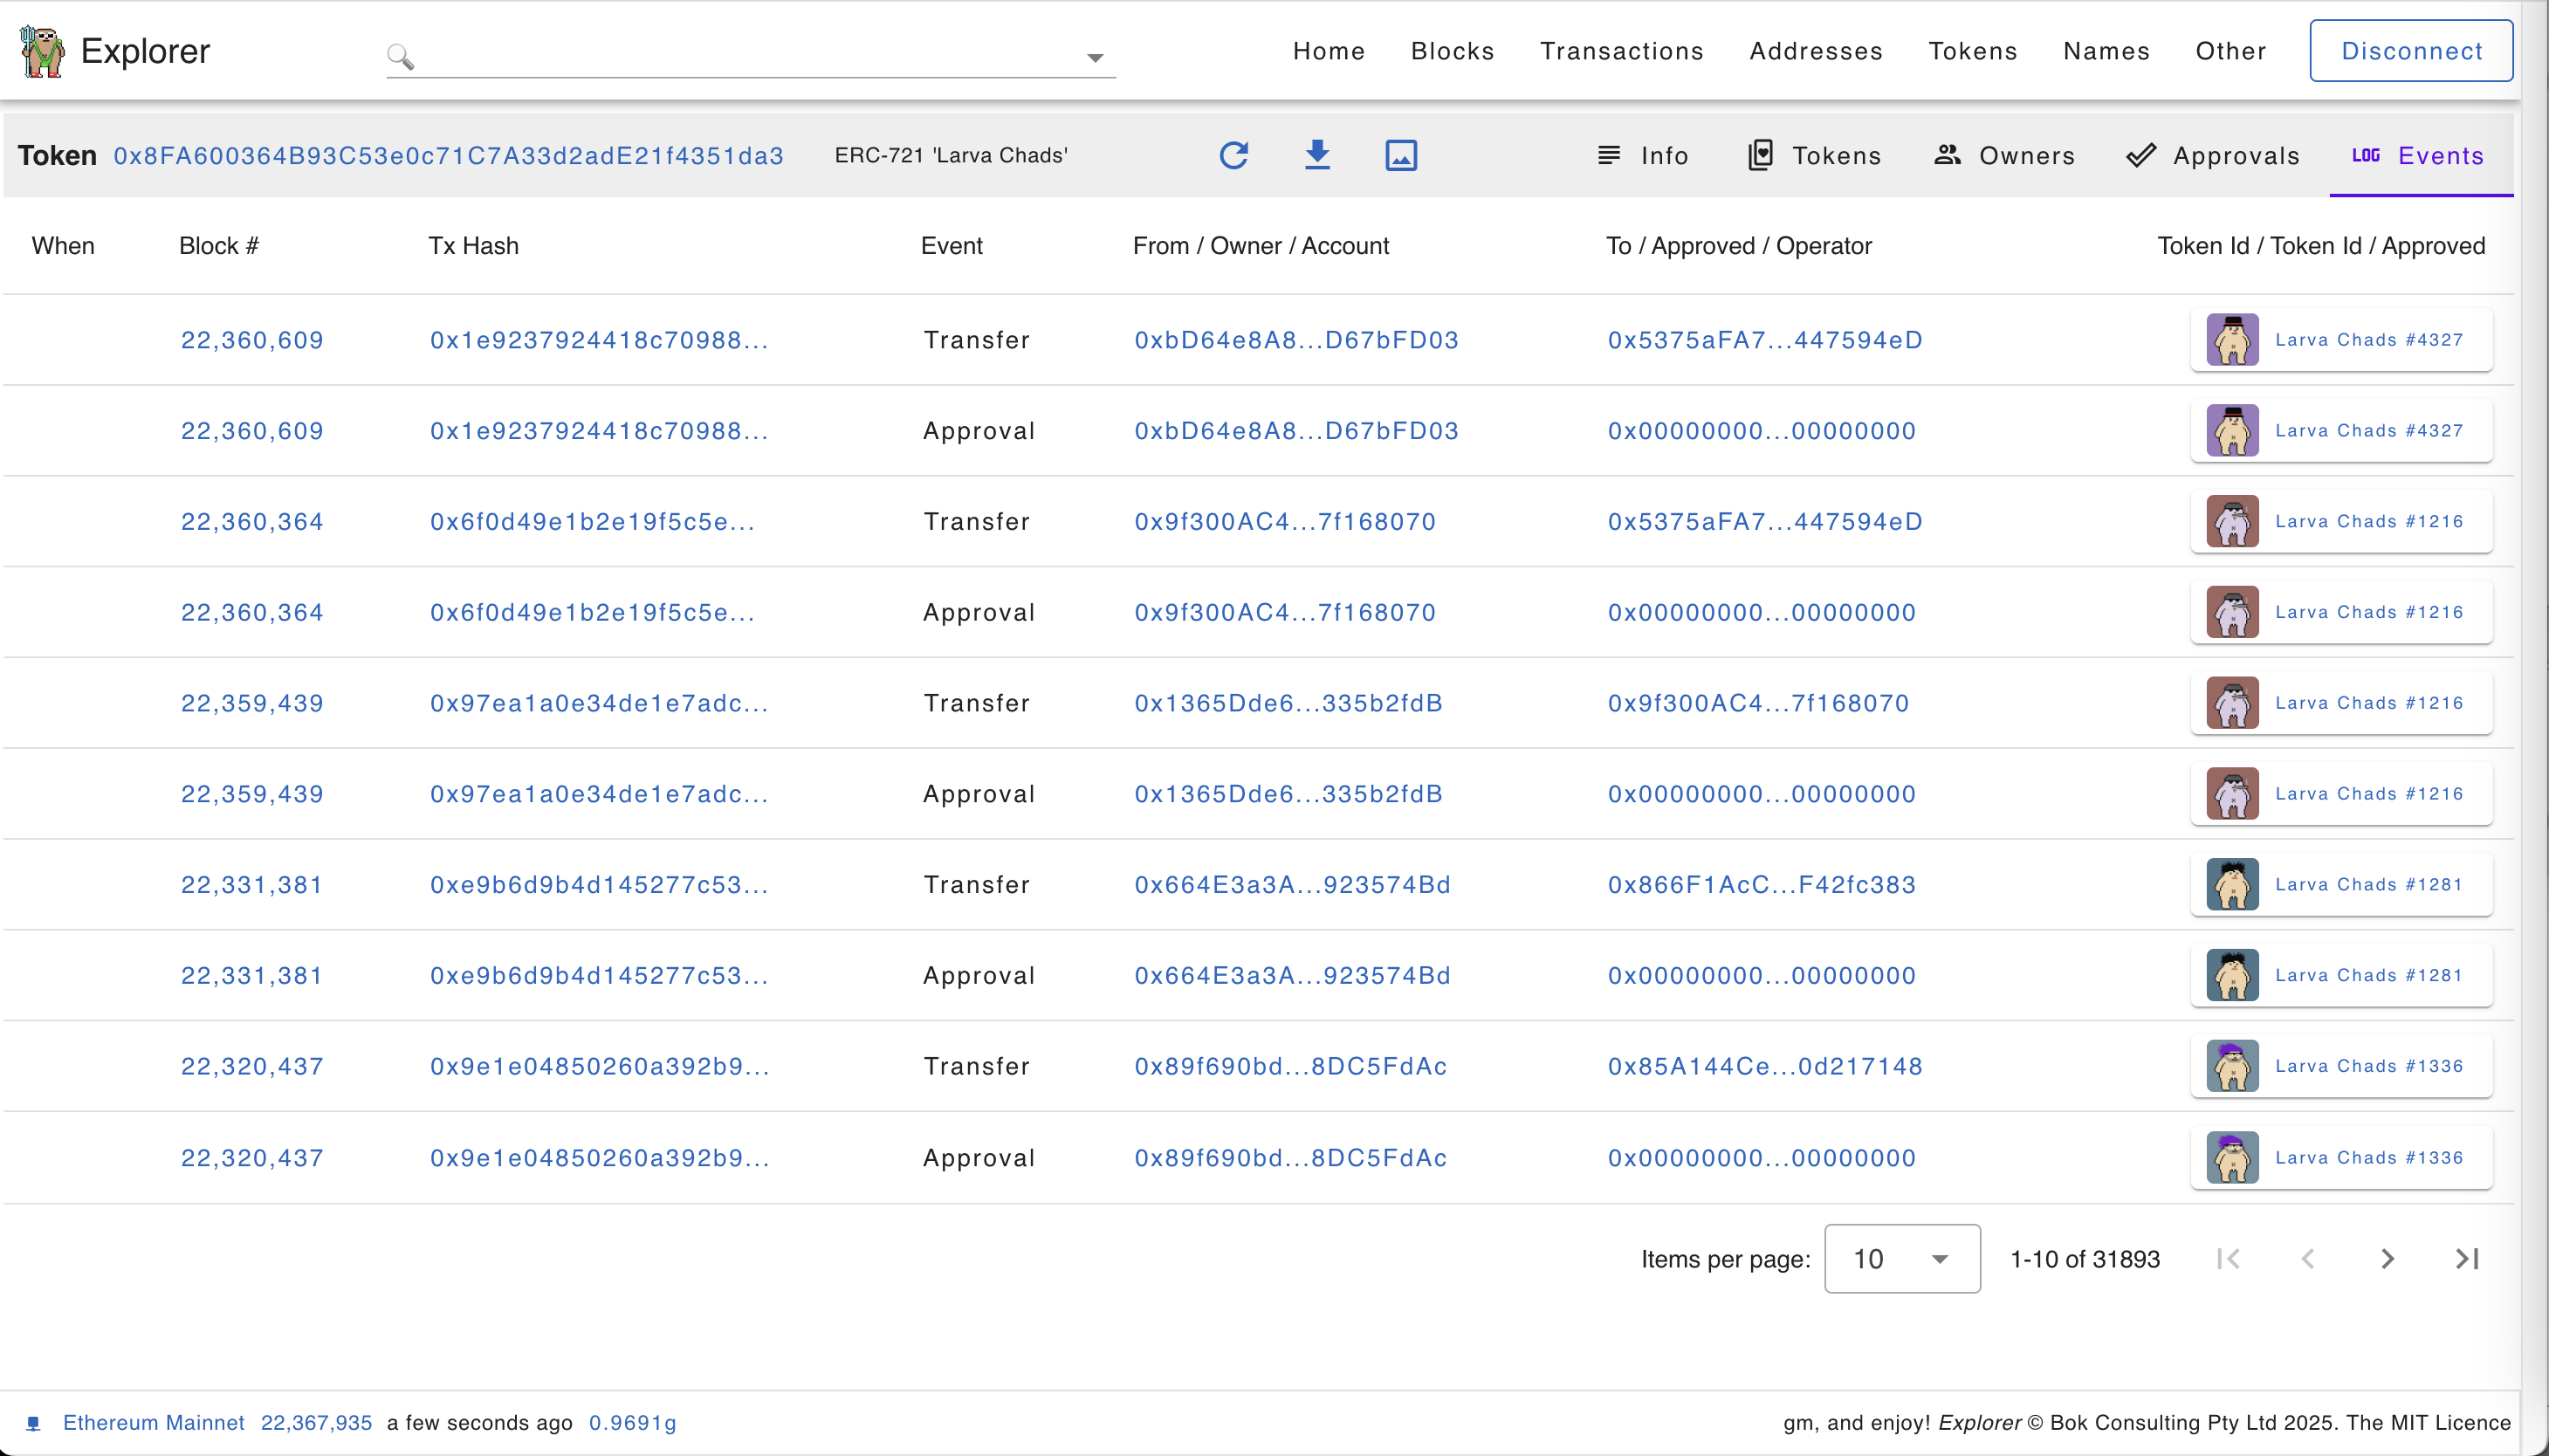 Explorer Home Blocks Transactions Addresses Tokens Names Other Disconnect
Token 0x8FA600364B93C53e0c71C7A33d2adE21f4351da3 ERC-721 'Larva Chads' Info Tokens Owners Approvals LOG Events
When Block # Tx Hash Event From / Owner / Account To / Approved / Operator Token Id / Token Id / Approved
22,360,609 0x1e9237924418c70988... Transfer 0xbD64e8A8...D67bFD03 0x5375aFA7...447594eD Larva Chads #4327
22,360,609 0x1e9237924418c70988... Approval 0xbD64e8A8...D67bFD03 0x00000000...00000000 Larva Chads #4327
22,360,364 0x6f0d49e1b2e19f5c5e... Transfer 0x9f300AC4...7f168070 0x5375aFA7...447594eD Larva Chads #1216
22,360,364 0x6f0d49e1b2e19f5c5e... Approval 0x9f300AC4...7f168070 0x00000000...00000000 Larva Chads #1216
22,359,439 0x97ea1a0e34de1e7adc... Transfer 0x1365Dde6...335b2fdB 0x9f300AC4...7f168070 Larva Chads #1216
22,359,439 0x97ea1a0e34de1e7adc... Approval 0x1365Dde6...335b2fdB 0x00000000...00000000 Larva Chads #1216
22,331,381 0xe9b6d9b4d145277c53... Transfer 0x664E3a3A...923574Bd 0x866F1AcC...F42fc383 Larva Chads #1281
22,331,381 0xe9b6d9b4d145277c53... Approval 0x664E3a3A...923574Bd 0x00000000...00000000 Larva Chads #1281
22,320,437 0x9e1e04850260a392b9... Transfer 0x89f690bd...8DC5FdAc 0x85A144Ce...0d217148 Larva Chads #1336
22,320,437 0x9e1e04850260a392b9... Approval 0x89f690bd...8DC5FdAc 0x00000000...00000000 Larva Chads #1336
Items per page: 10 1-10 of 31893
Ethereum Mainnet 22,367,935 a few seconds ago 0.9691g gm, and enjoy! Explorer © Bok Consulting Pty Ltd 2025. The MIT Licence